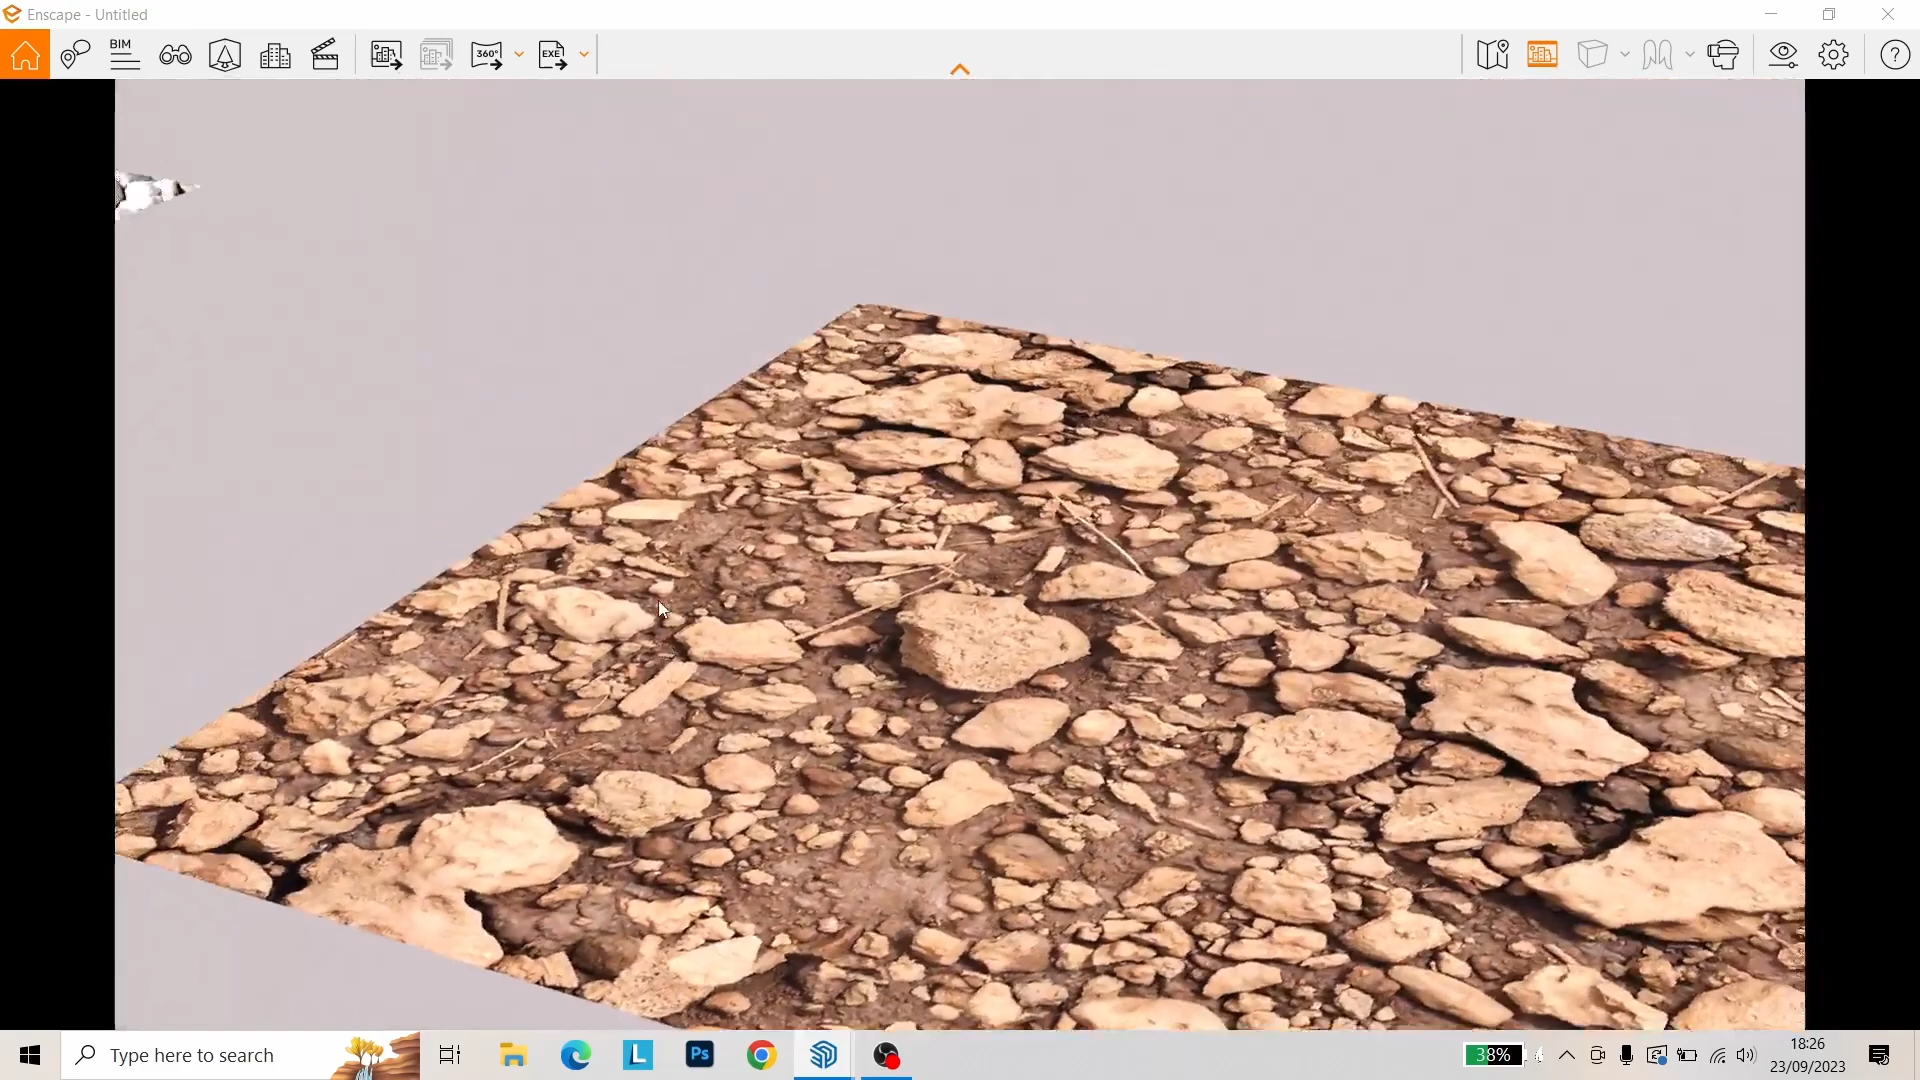 Enscape - Untitled
BIM
360°
EXE
?
Type here to search
L
Ps
38%
18:26
23/09/2023